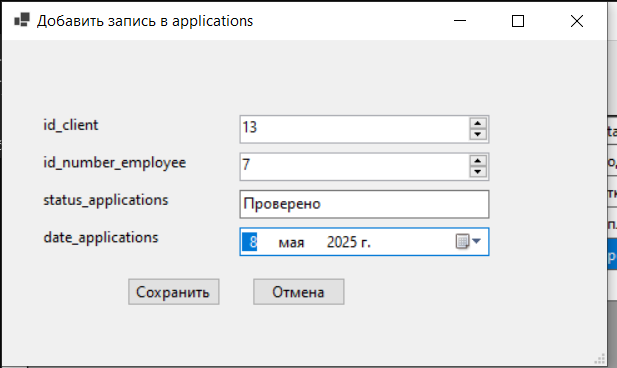 Добавить запись в applications
id_client 13
id_number_employee 7
status_applications Проверено
date_applications 8 мая 2025 г.
Сохранить Отмена